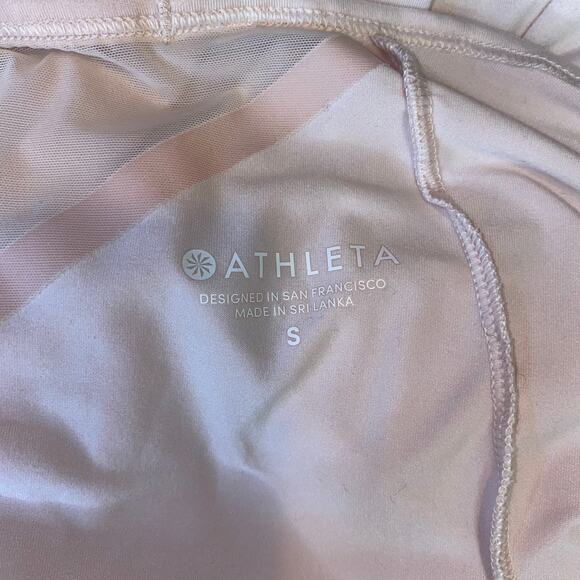 ATHLETA
DESIGNED IN SAN FRANCISCO
MADE IN SRI LANKA
S